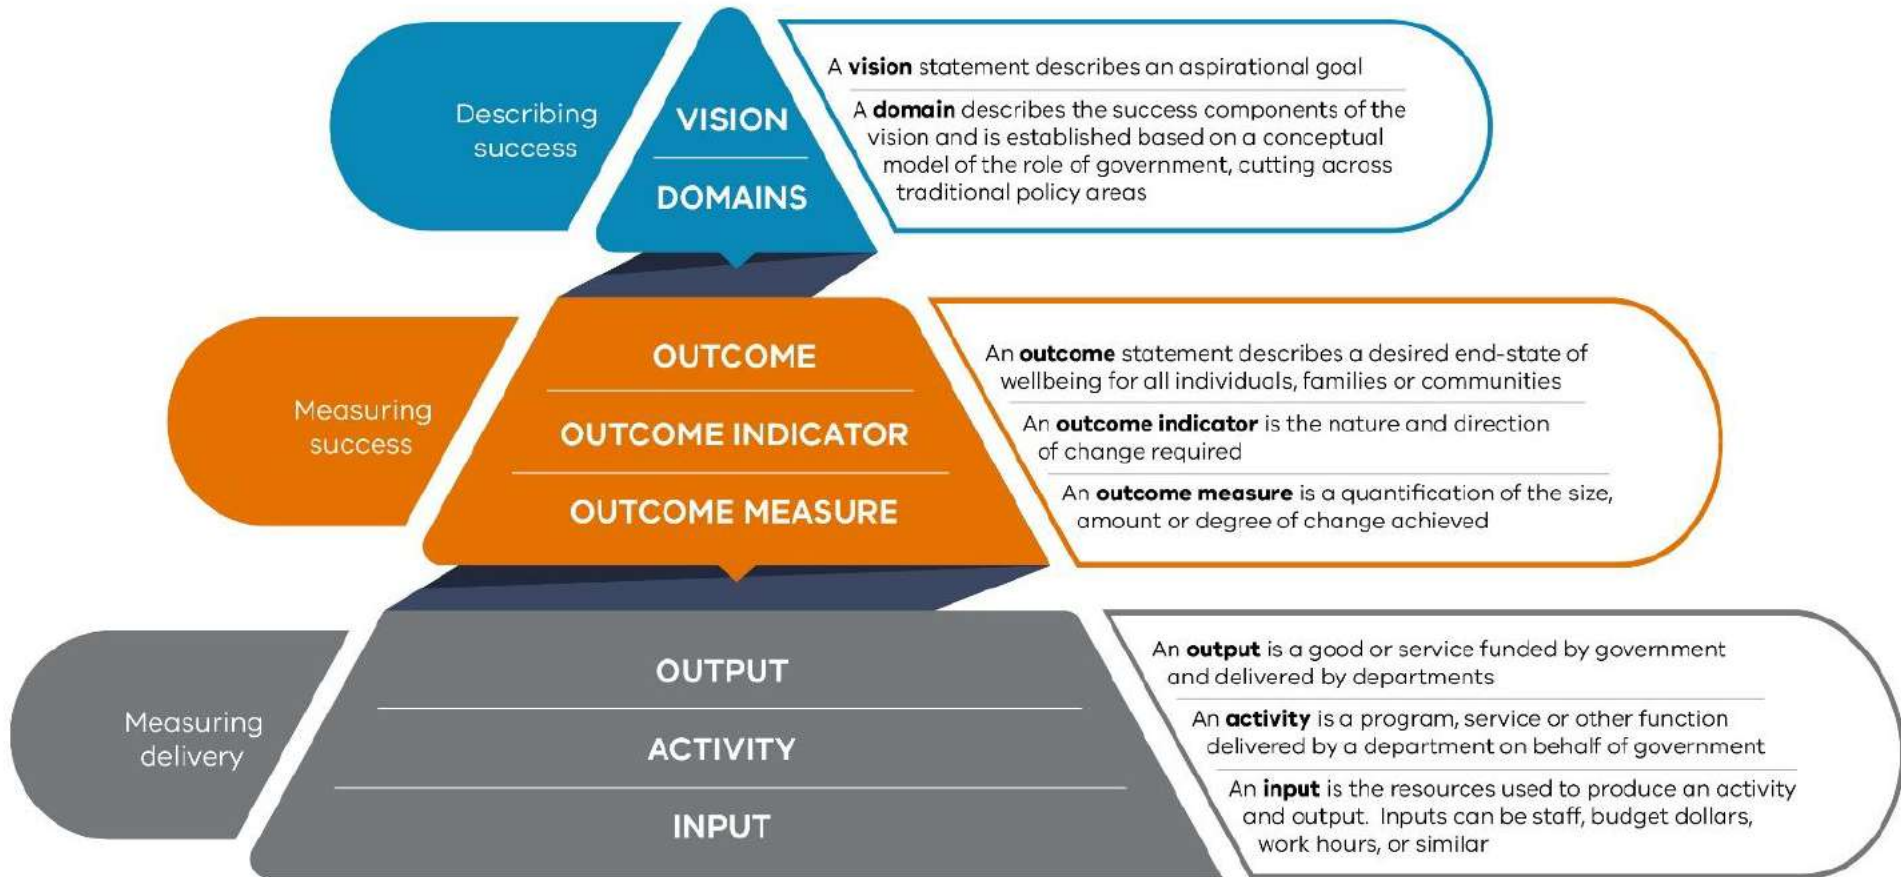 Describing
success
VISION
DOMAINS
A vision statement describes an aspirational goal
A domain describes the success components of the
vision and is established based on a conceptual
model of the role of government, cutting across
traditional policy areas
Measuring
success
OUTCOME
OUTCOME INDICATOR
OUTCOME MEASURE
An outcome statement describes a desired end-state of
wellbeing for all individuals, families or communities
An outcome indicator is the nature and direction
of change required
An outcome measure is a quantification of the size,
amount or degree of change achieved
Measuring
delivery
OUTPUT
ACTIVITY
INPUT
An output is a good or service funded by government
and delivered by departments
An activity is a program, service or other function
delivered by a department on behalf of government
An input is the resources used to produce an activity
and output. Inputs can be staff, budget dollars,
work hours, or similar